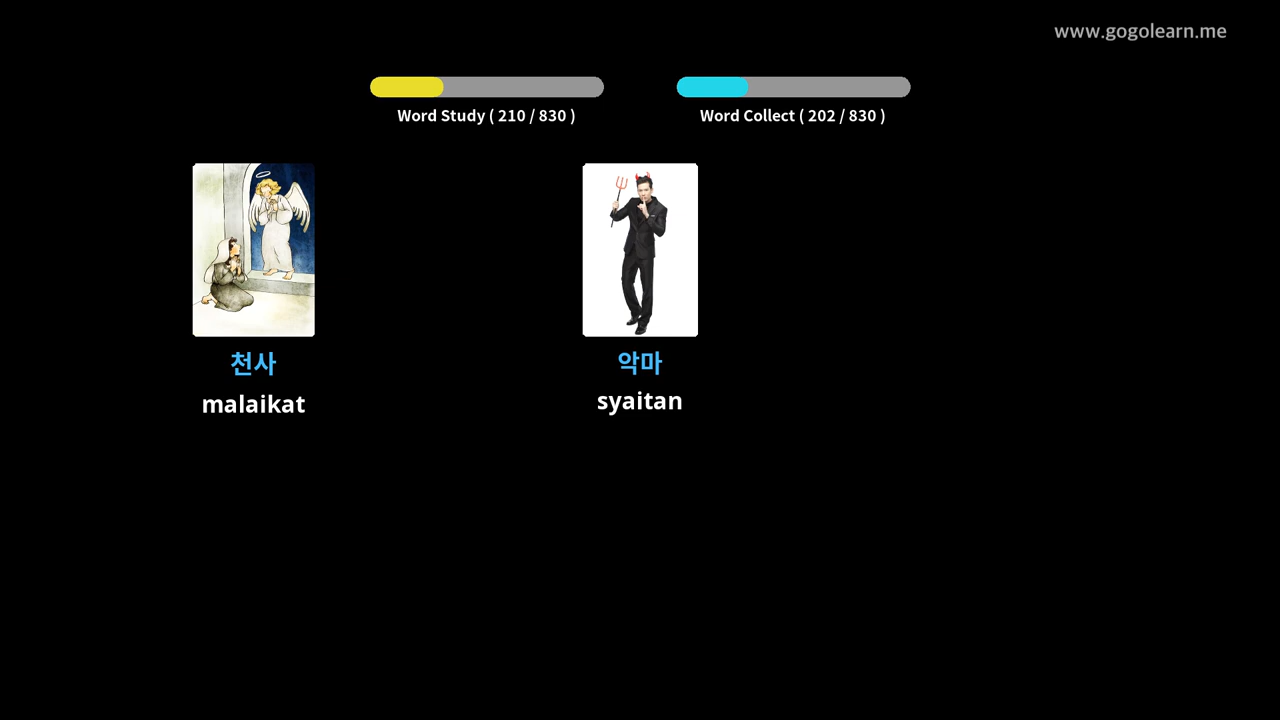 www.gogolearn.me
Word Study ( 210 / 830 )
Word Collect ( 202 / 830 )
천사
malaikat
악마
syaitan